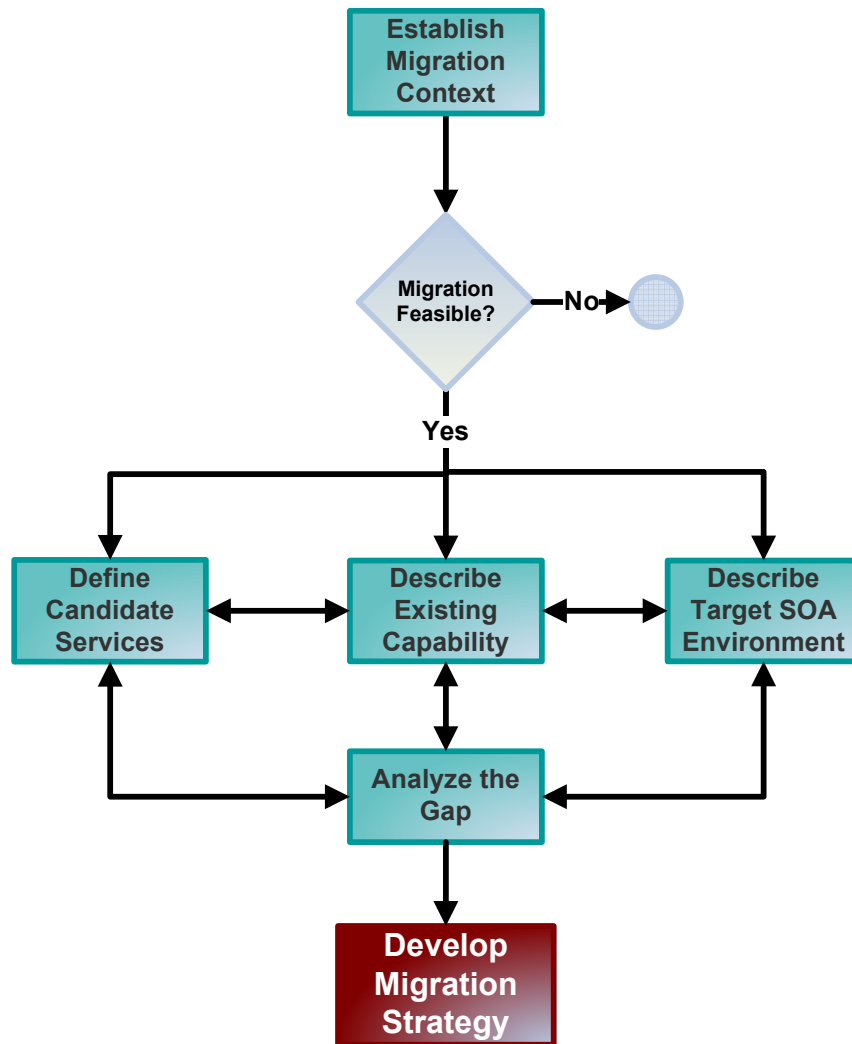 Establish
Migration
Context
Migration
Feasible?
No
Yes
Define
Candidate
Services
Describe
Existing
Capability
Describe
Target SOA
Environment
Analyze the
Gap
Develop
Migration
Strategy